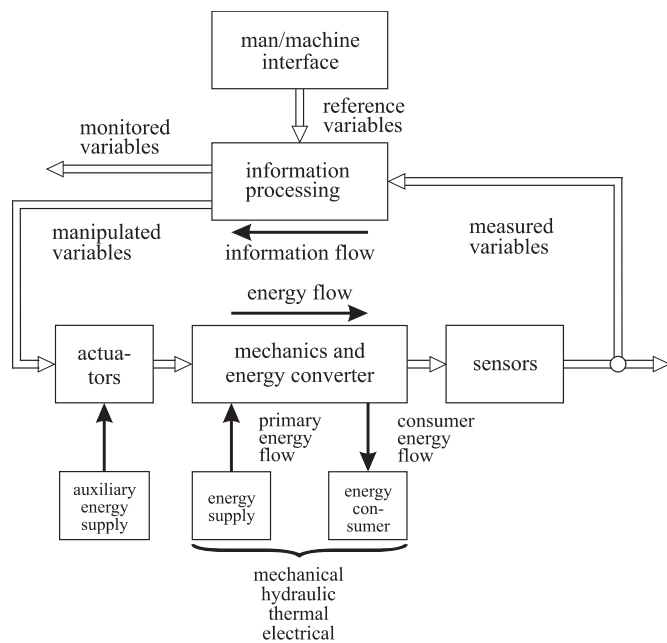 man/machine
interface
reference
variables
monitored
variables
information
processing
manipulated
variables
measured
variables
information flow
energy flow
actua-
tors
mechanics and
energy converter
sensors
primary
energy
flow
consumer
energy
flow
auxiliary
energy
supply
energy
supply
energy
con-
sumer
mechanical
hydraulic
thermal
electrical